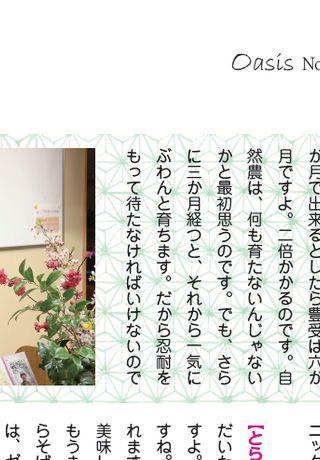 Oasis No
が月で出来るとしたら豊受は六か
月ですよ。二倍かかるのです。自
然農は、何も育たないんじゃない
かと最初思うのです。でも、さら
に三か月経つと、それから一気に
ぶわんと育ちます。だから忍耐を
もって待たなければいけないので
ニック
【とら
だいた
すよ。
すね。
れます
美味し
もうま
らそば
は、ず